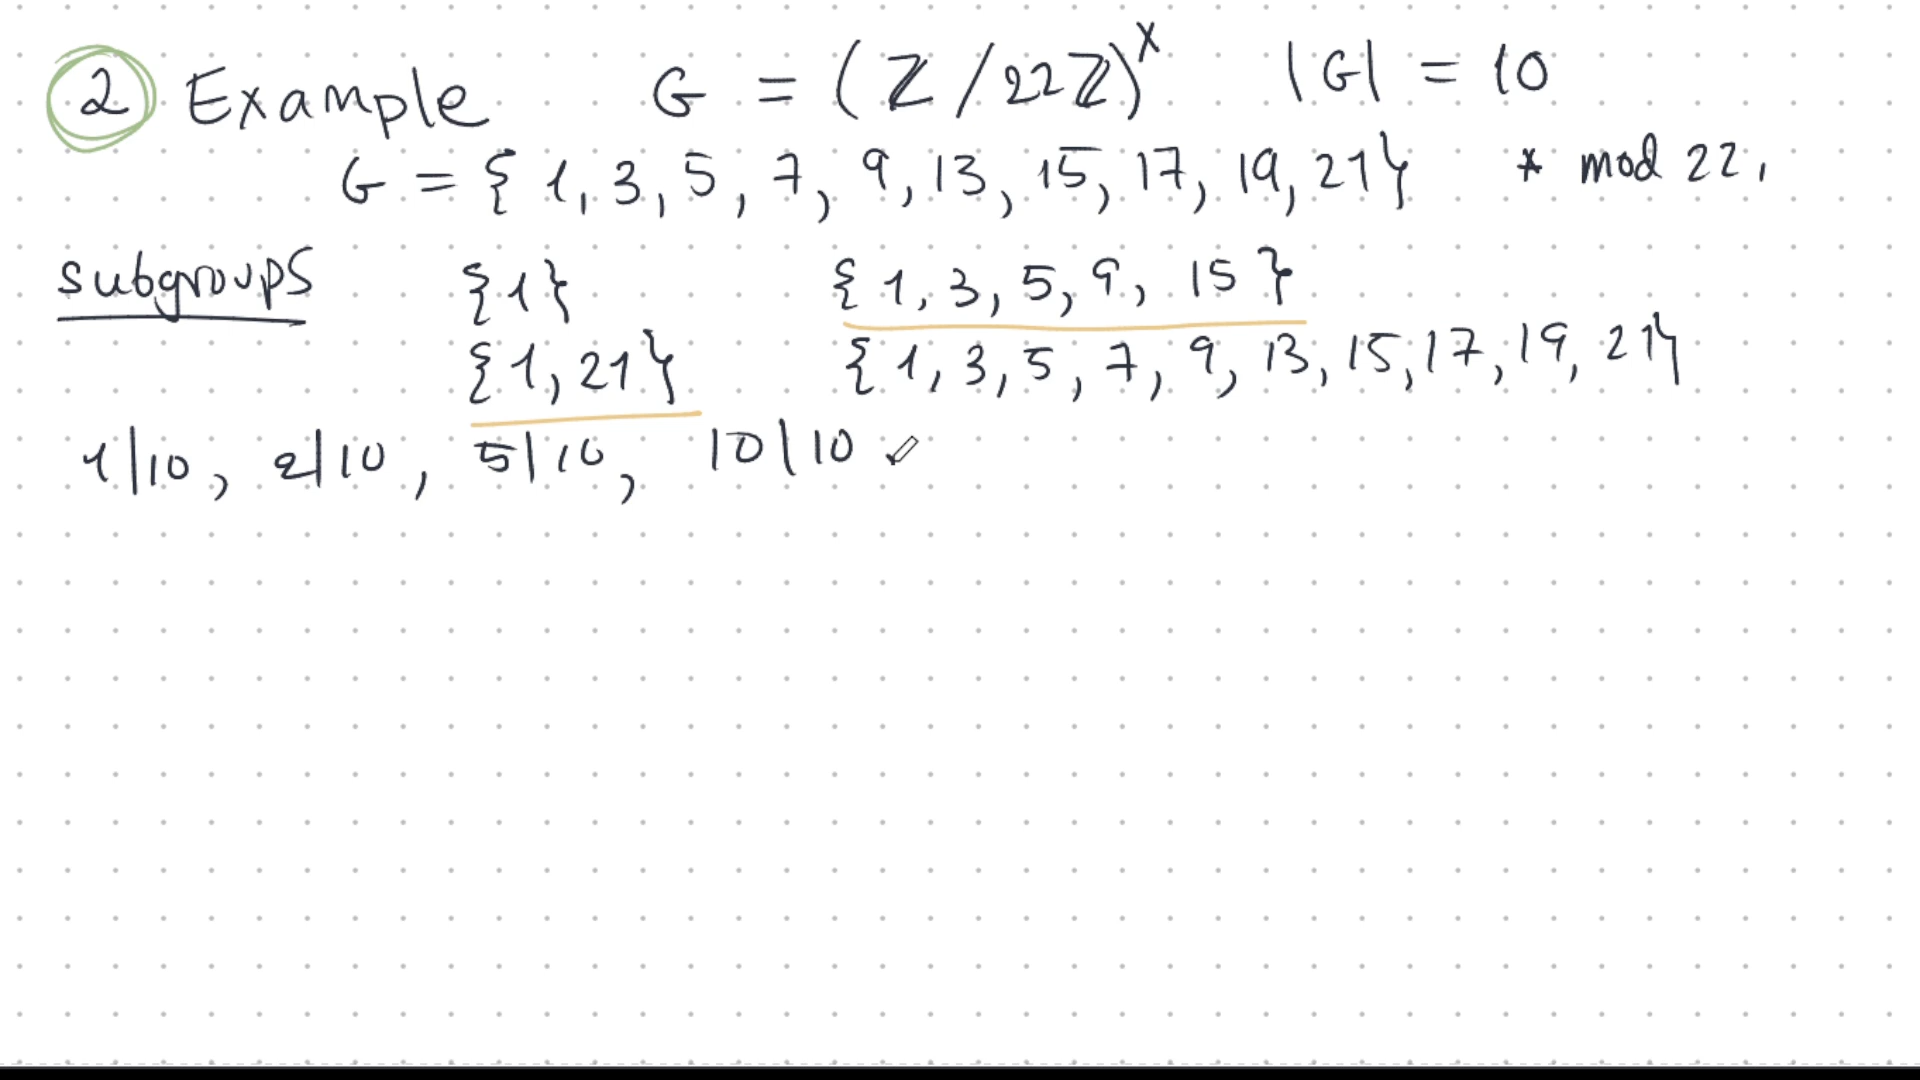 2 Example G = (Z/22Z)^x |G| = 10
G = { 1, 3, 5, 7, 9, 13, 15, 17, 19, 21} * mod 22.
subgroups {1} { 1, 3, 5, 9, 15 }
{1, 21} { 1, 3, 5, 7, 9, 13, 15, 17, 19, 21}
1|10, 2|10, 5|10, 10|10